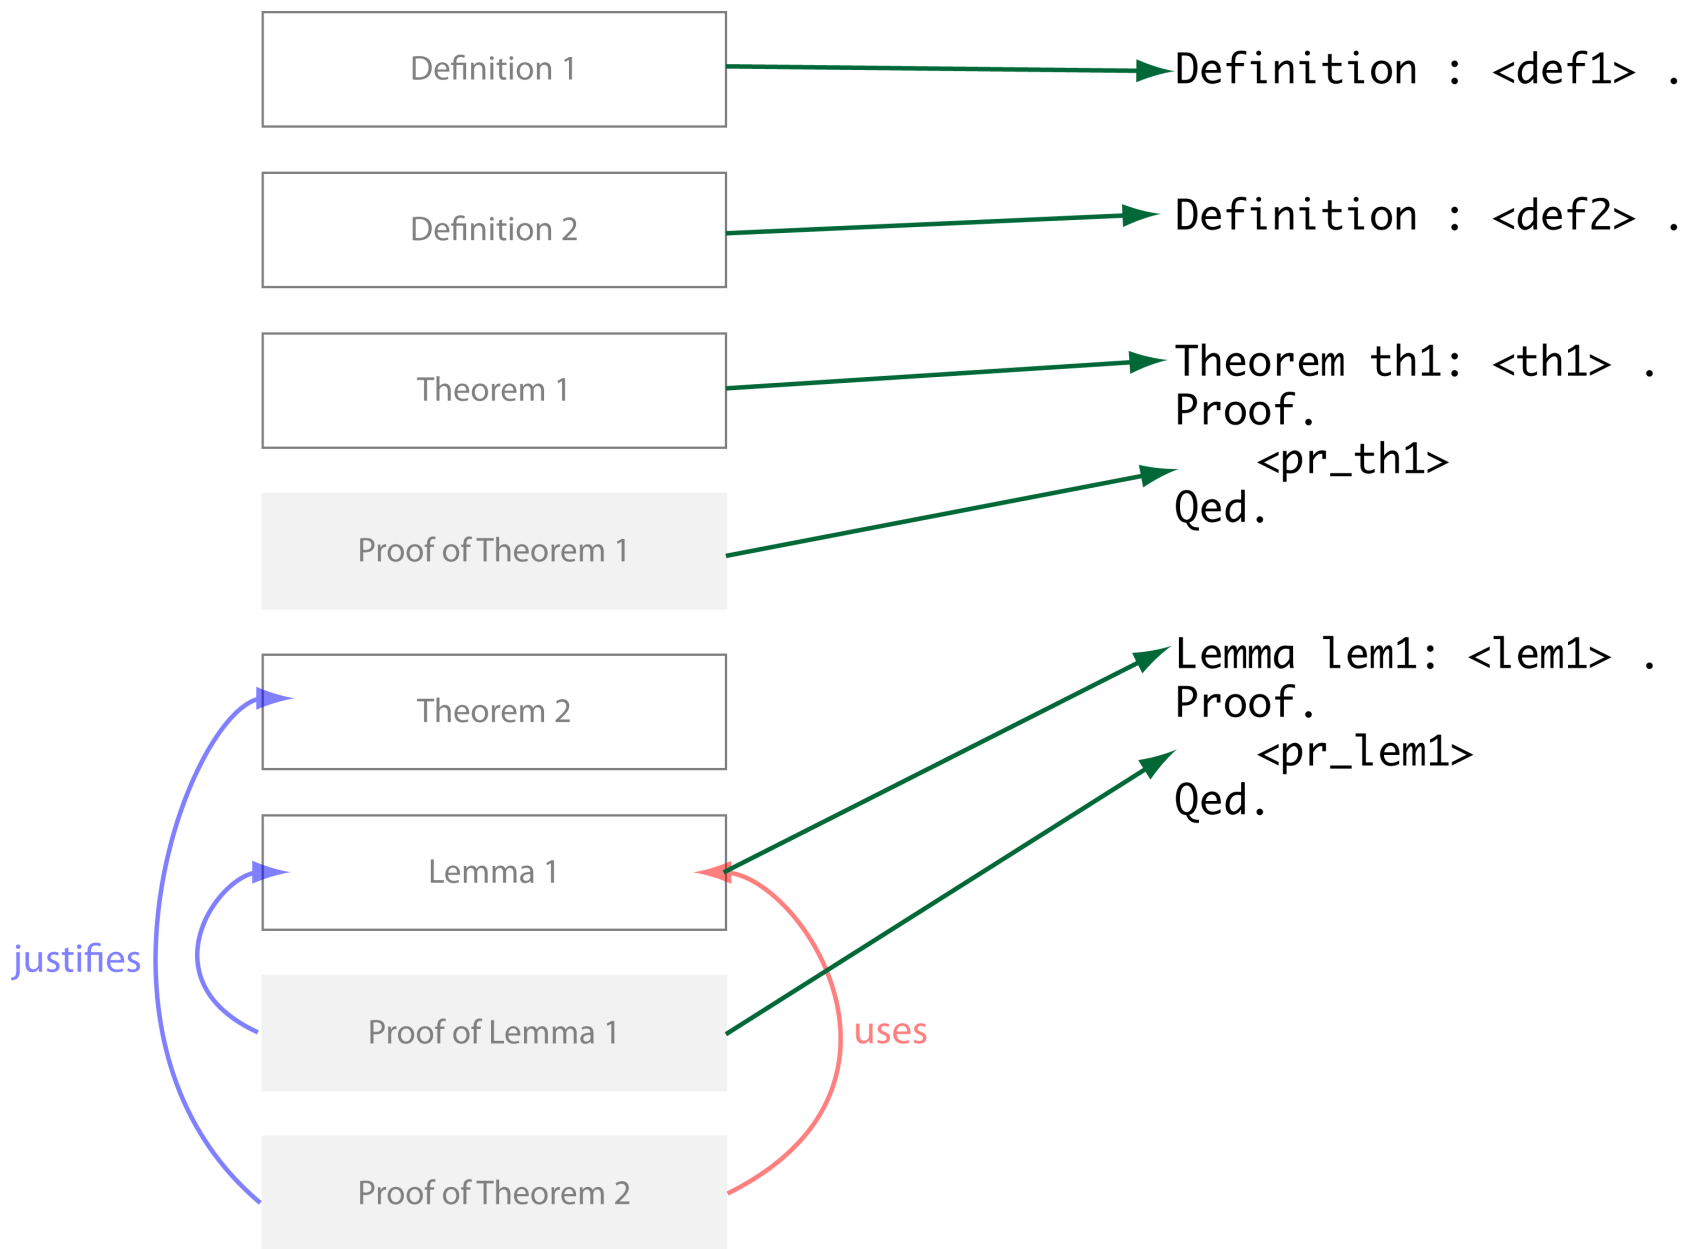 Definition 1
Definition : <def1> .
Definition 2
Definition : <def2> .
Theorem 1
Theorem th1: <th1> .
Proof.
<pr_th1>
Qed.
Proof of Theorem 1
Theorem 2
Lemma lem1: <lem1> .
Proof.
<pr_lem1>
Qed.
Lemma 1
justifies
Proof of Lemma 1
uses
Proof of Theorem 2